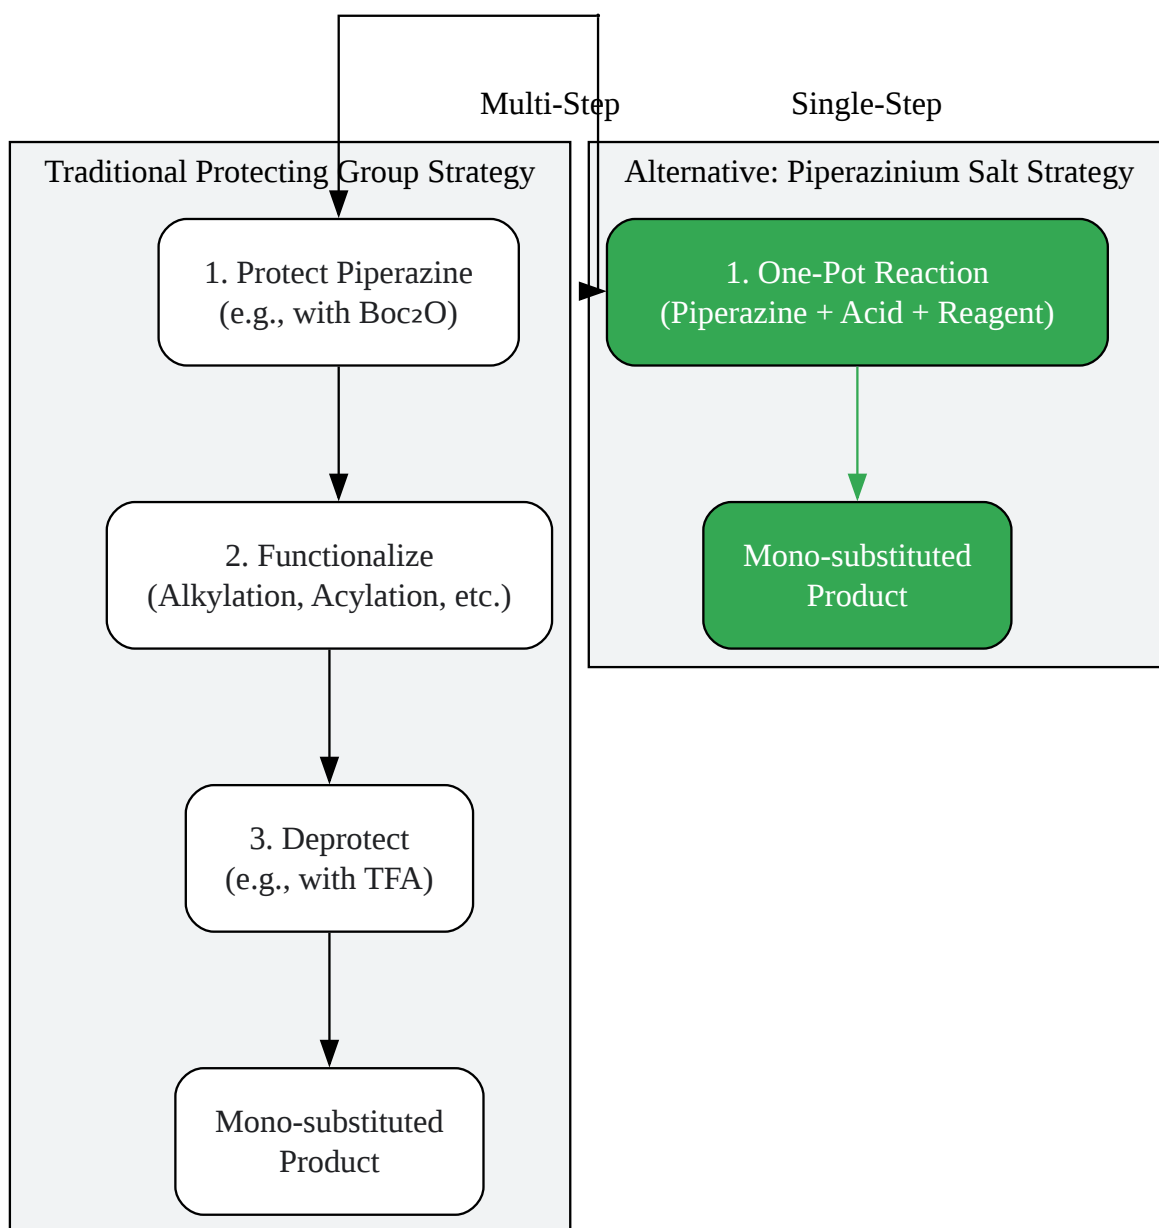 Multi-Step
Single-Step
Traditional Protecting Group Strategy
1. Protect Piperazine
(e.g., with Boc₂O)
2. Functionalize
(Alkylation, Acylation, etc.)
3. Deprotect
(e.g., with TFA)
Mono-substituted
Product
Alternative: Piperazinium Salt Strategy
1. One-Pot Reaction
(Piperazine + Acid + Reagent)
Mono-substituted
Product